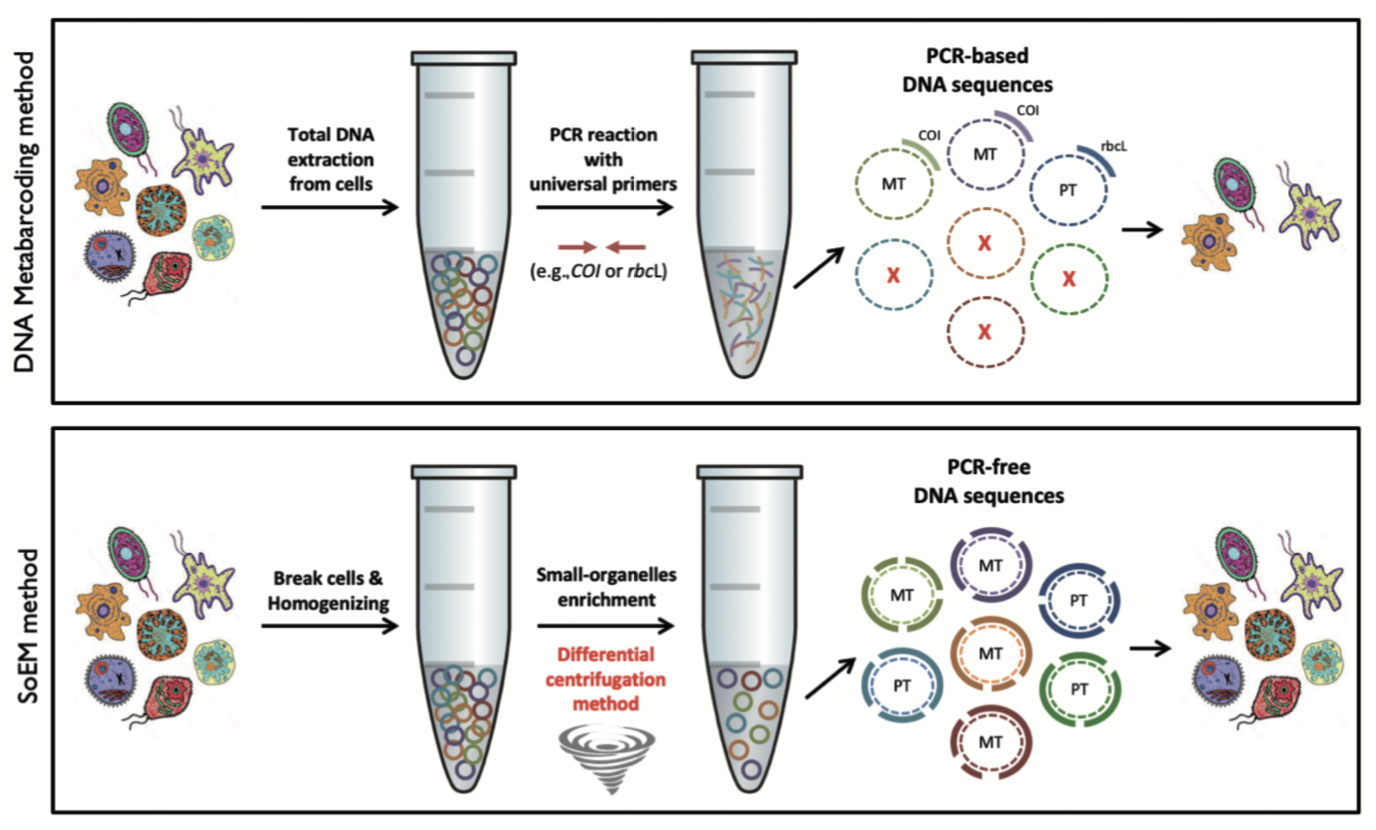 DNA Metabarcoding method
Total DNA
extraction
from cells
PCR reaction
with
universal primers
(e.g., COI or rbcL)
PCR-based
DNA sequences
COI
COI
rbcL
MT
MT
PT
X
X
X
X
SoEM method
Break cells &
Homogenizing
Small-organelles
enrichment
Differential
centrifugation
method
PCR-free
DNA sequences
MT
MT
PT
MT
PT
PT
MT